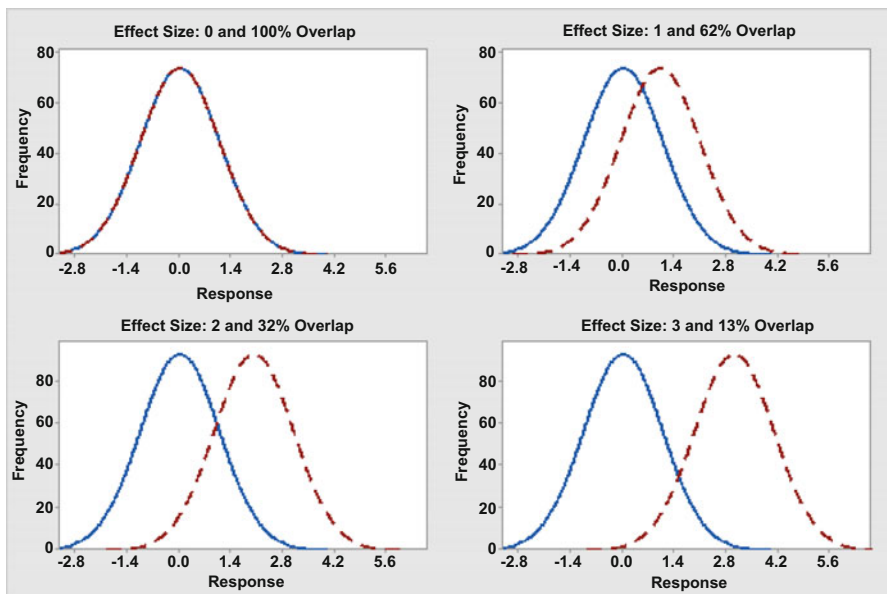 Effect Size: 0 and 100% Overlap
80
60
40
20
0
Frequency
-2.8 -1.4 0.0 1.4 2.8 4.2 5.6
Response
Effect Size: 1 and 62% Overlap
80
60
40
20
0
Frequency
-2.8 -1.4 0.0 1.4 2.8 4.2 5.6
Response
Effect Size: 2 and 32% Overlap
80
60
40
20
0
Frequency
-2.8 -1.4 0.0 1.4 2.8 4.2 5.6
Response
Effect Size: 3 and 13% Overlap
80
60
40
20
0
Frequency
-2.8 -1.4 0.0 1.4 2.8 4.2 5.6
Response